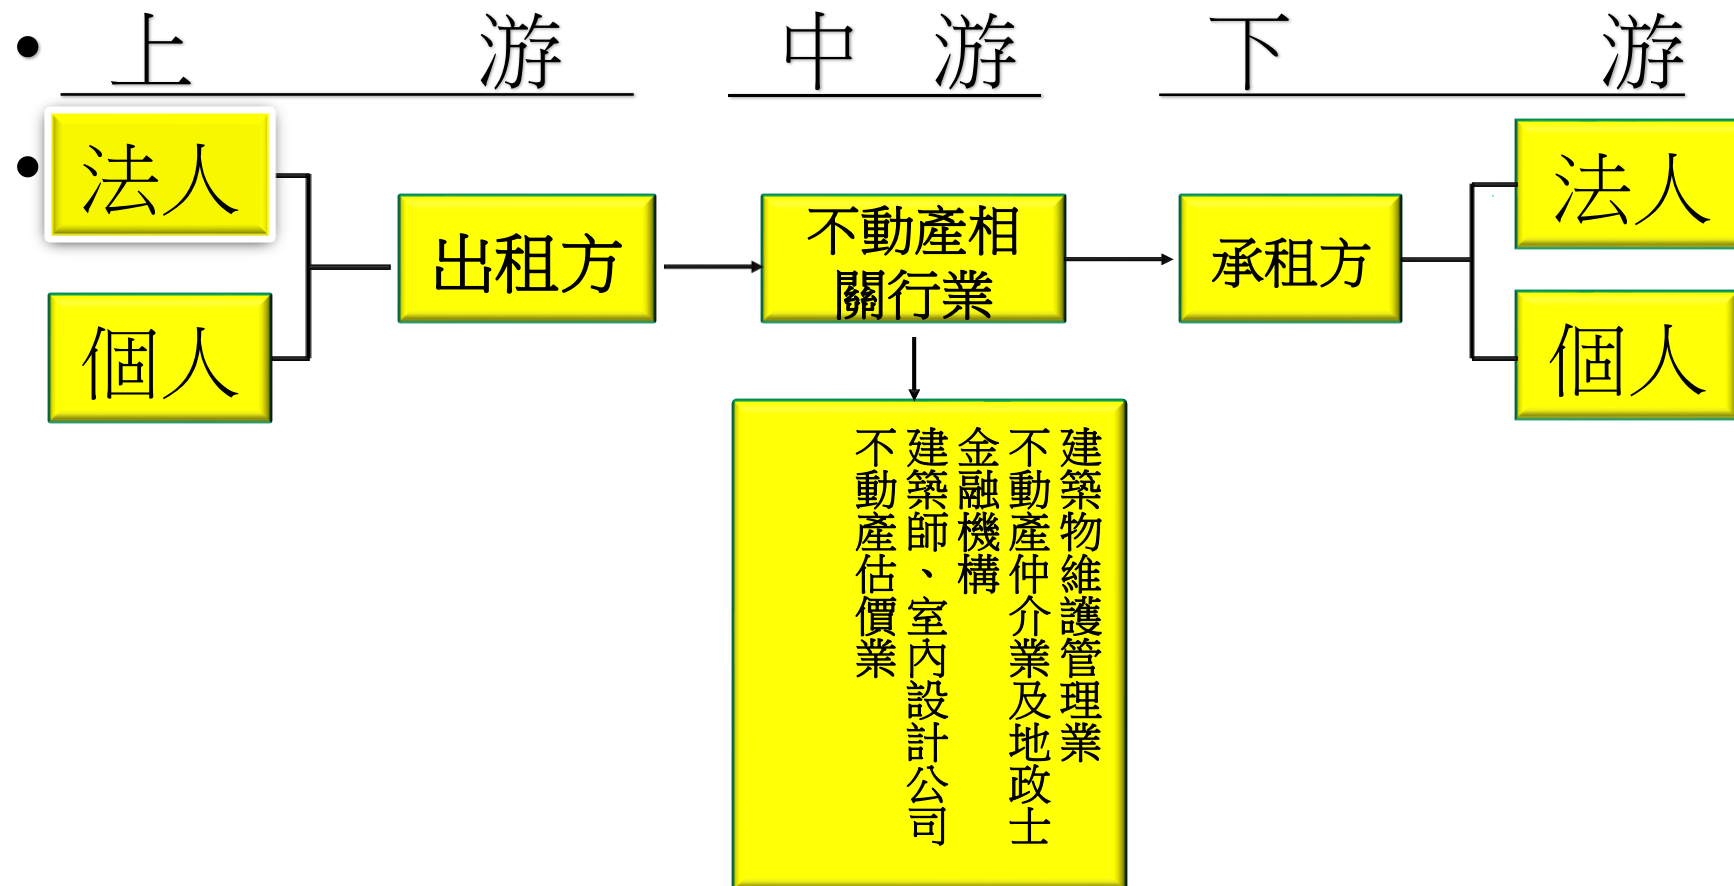 • 上游 中游 下游
• 法人
個人
出租方
不動產相
關行業
建築物維護管理業
不動產仲介業及地政士
金融機構
建築師、室內設計公司
不動產估價業
承租方
法人
個人